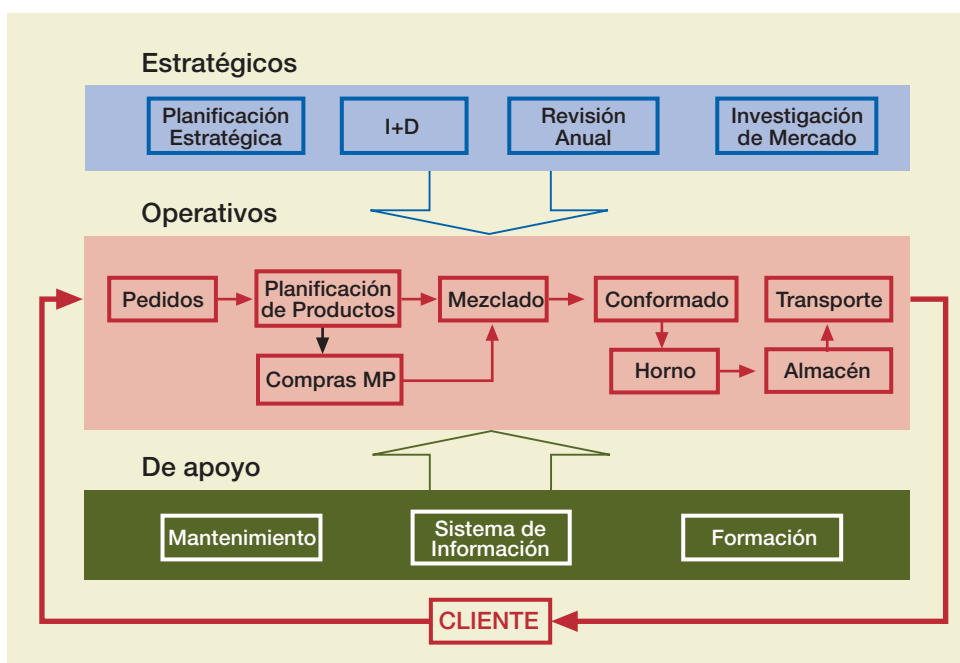 Estratégicos
Planificación
Estratégica
I+D
Revisión
Anual
Investigación
de Mercado
Operativos
Pedidos
Planificación
de Productos
Mezclado
Conformado
Transporte
Compras MP
Horno
Almacén
De apoyo
Mantenimiento
Sistema de
Información
Formación
CLIENTE